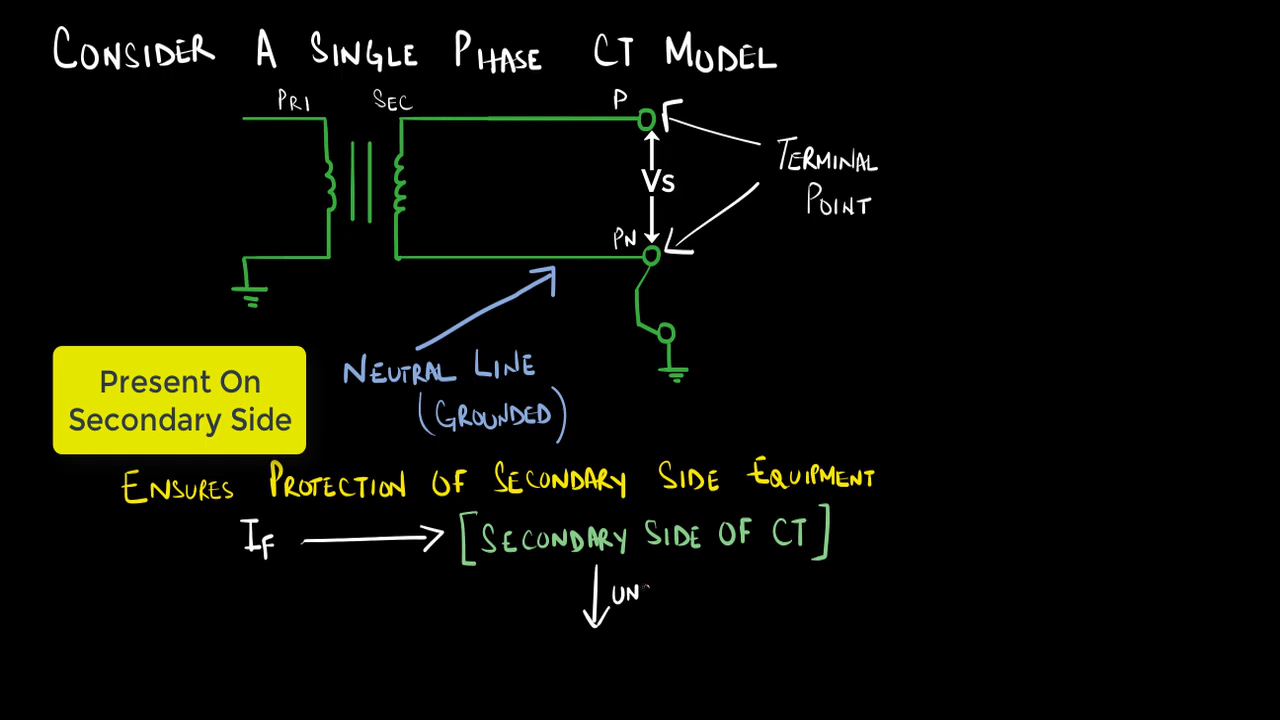 CONSIDER A SINGLE PHASE CT MODEL
PRI SEC P
TERMINAL
POINT
Vs
PN
NEUTRAL LINE
(GROUNDED)
Present On
Secondary Side
ENSURES PROTECTION OF SECONDARY SIDE EQUIPMENT
IF [SECONDARY SIDE OF CT]
UN